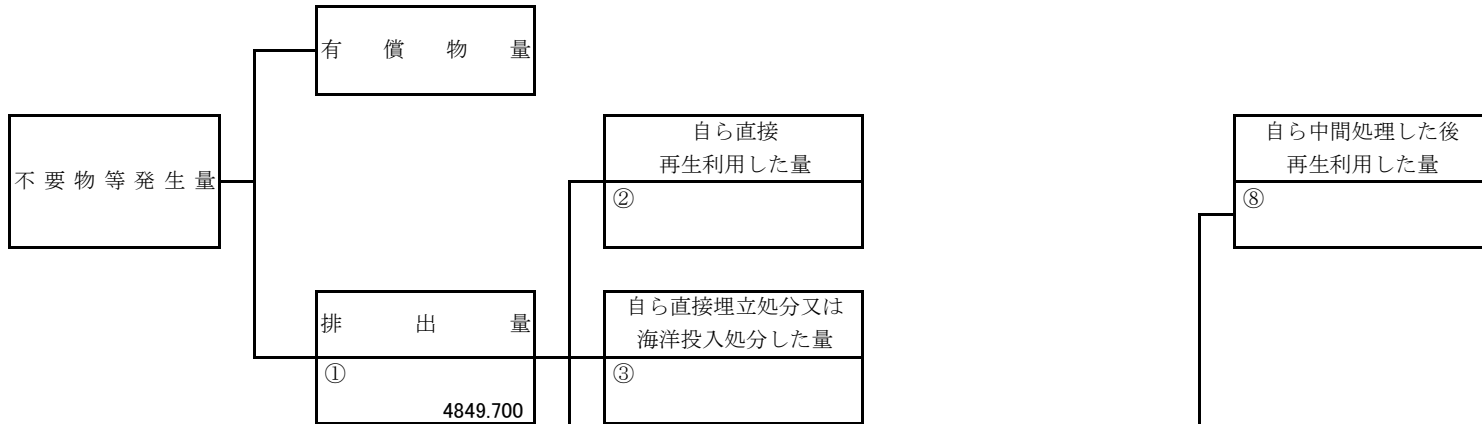 有償物量
自ら直接
再生利用した量
②
自ら中間処理した後
再生利用した量
⑧
不要物等発生量
排出量
①
4849.700
自ら直接埋立処分又は
海洋投入処分した量
③